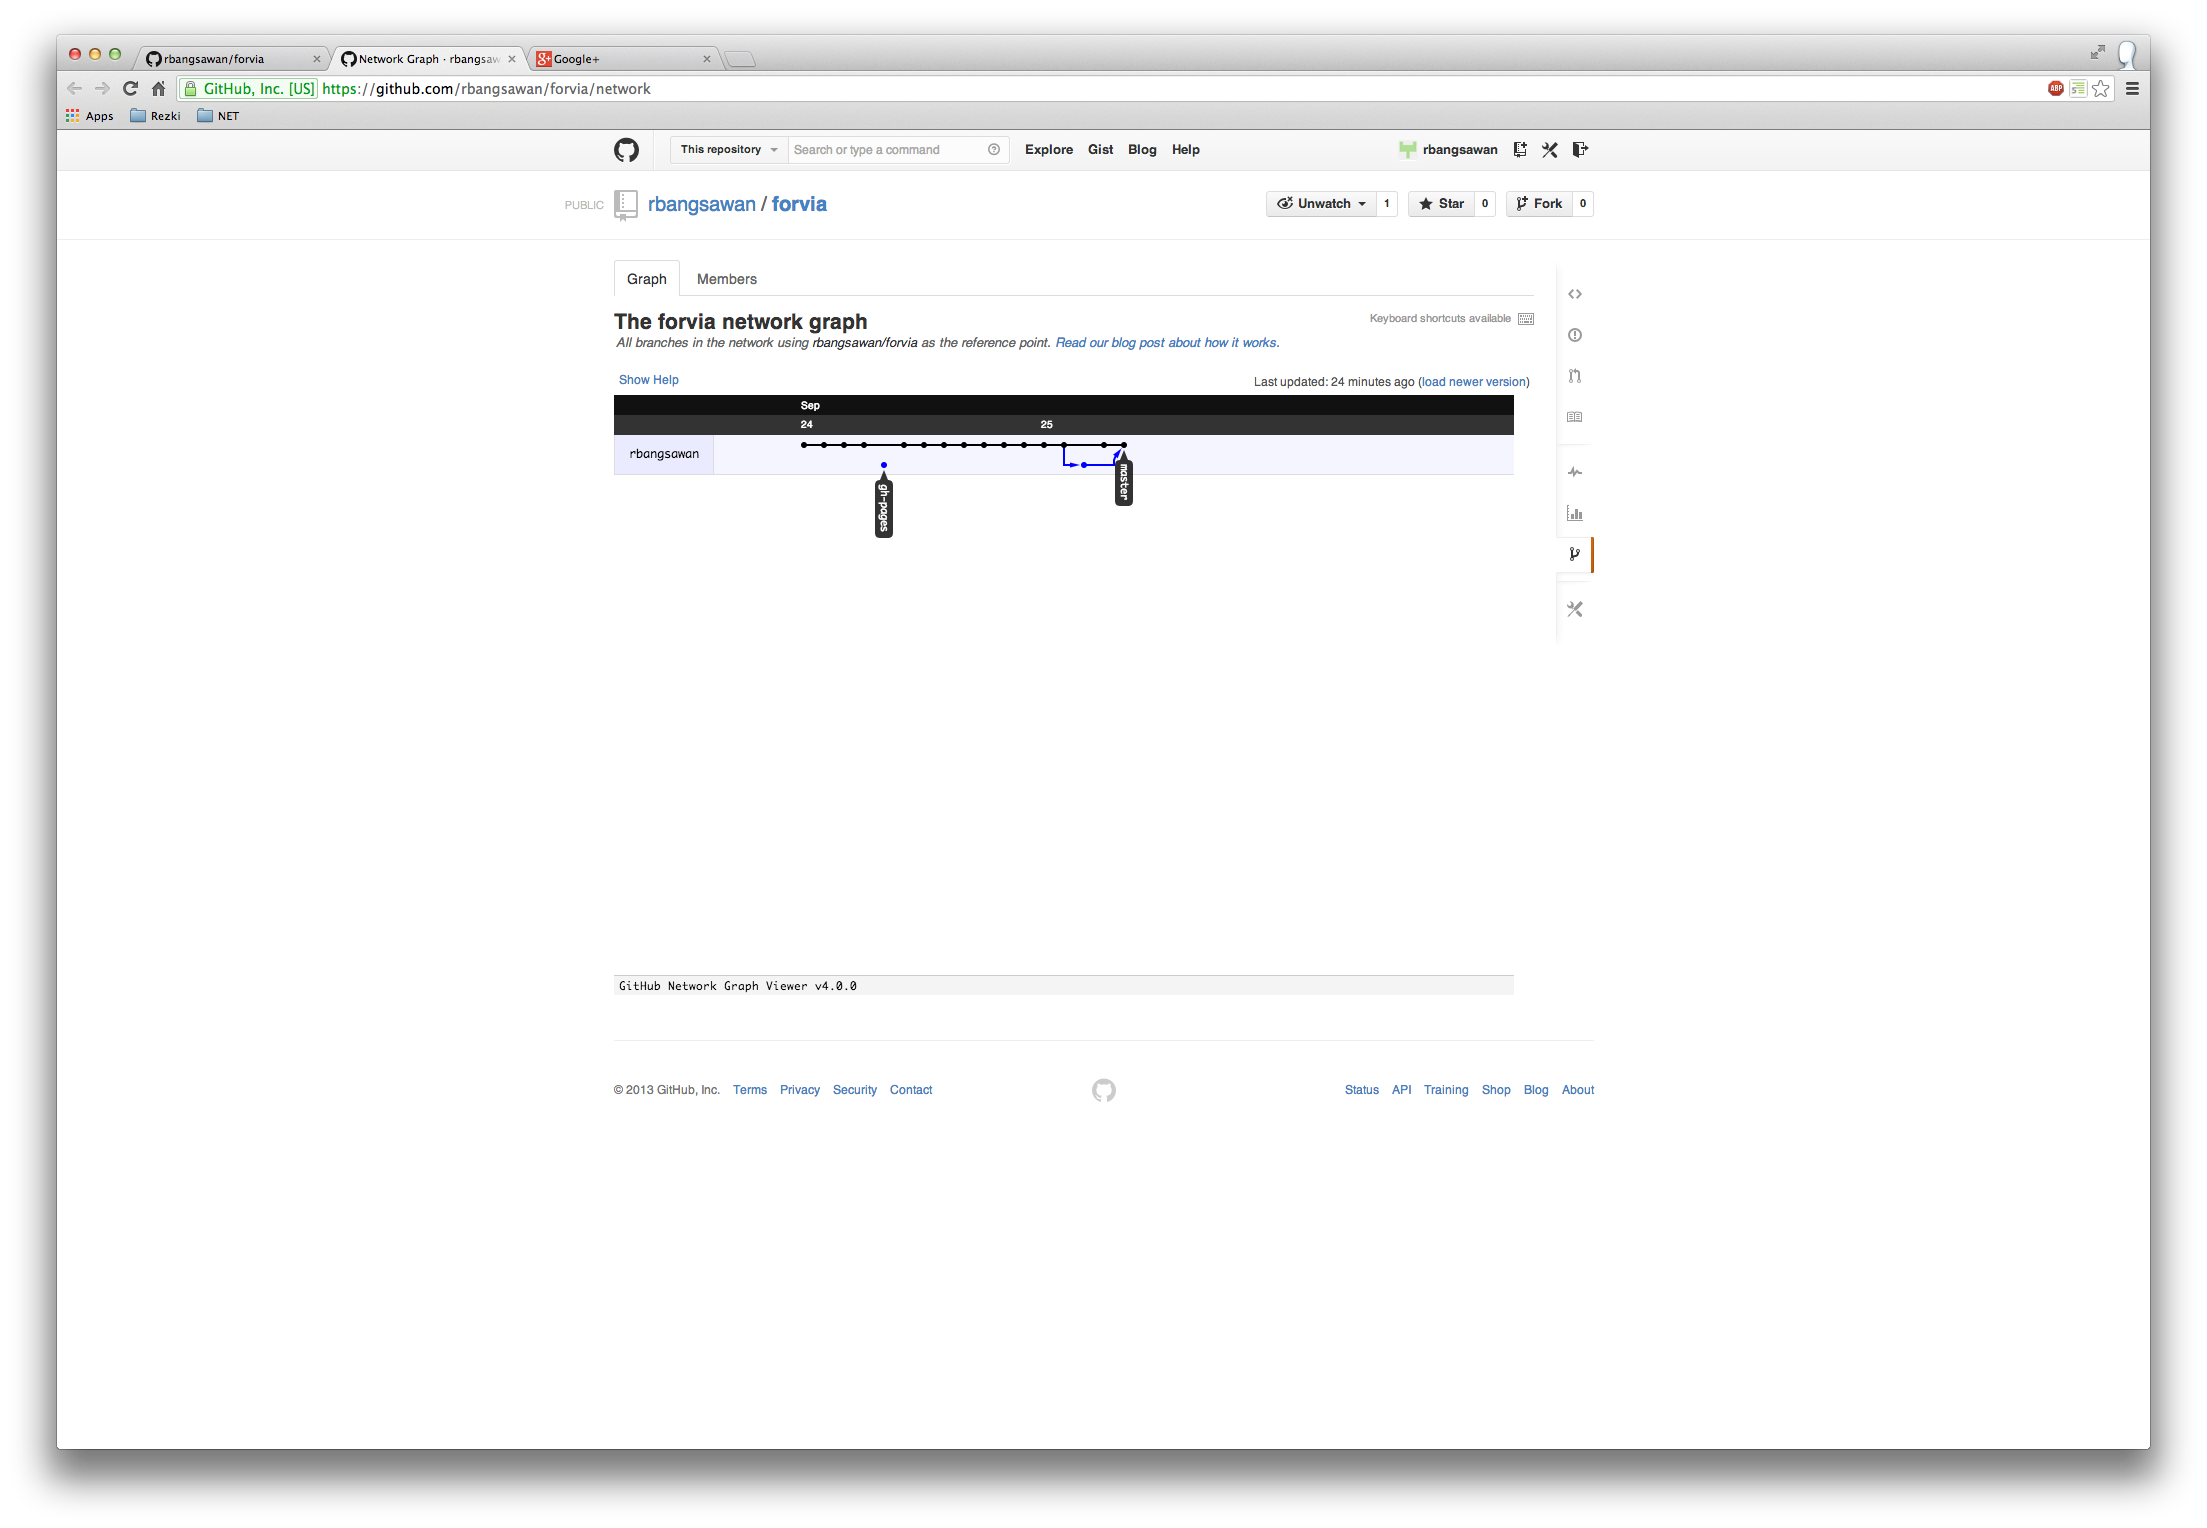 rbangsawan/forvia
Network Graph · rbangsaw
Google+
GitHub, Inc. [US] https://github.com/rbangsawan/forvia/network
ABP
Apps Rezki NET
This repository Search or type a command Explore Gist Blog Help rbangsawan
PUBLIC rbangsawan / forvia Unwatch 1 Star 0 Fork 0
Graph Members
The forvia network graph
Keyboard shortcuts available
All branches in the network using rbangsawan/forvia as the reference point. Read our blog post about how it works.
Show Help
Last updated: 24 minutes ago (load newer version)
Sep
24 25
rbangsawan
master
gh-pages
GitHub Network Graph Viewer v4.0.0
© 2013 GitHub, Inc. Terms Privacy Security Contact
Status API Training Shop Blog About